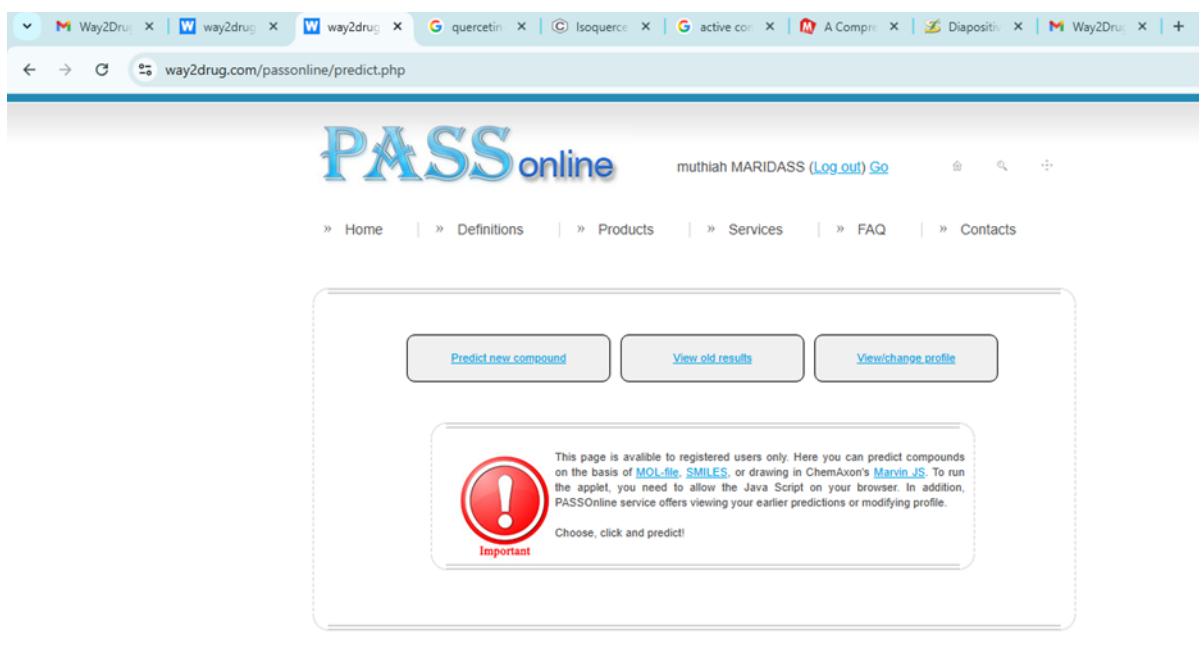 Way2Dru
way2drug
way2drug
quercetin
Isoquerce
active con
A Compre
Diapositiv
Way2Dru
way2drug.com/passonline/predict.php
PASS online
muthiah MARIDASS (Log out) Go
» Home » Definitions » Products » Services » FAQ » Contacts
Predict new compound View old results View/change profile
This page is avalible to registered users only. Here you can predict compounds
on the basis of MOL-file, SMILES, or drawing in ChemAxon's Marvin JS. To run
the applet, you need to allow the Java Script on your browser. In addition,
PASSOnline service offers viewing your earlier predictions or modifying profile.
Choose, click and predict!
Important